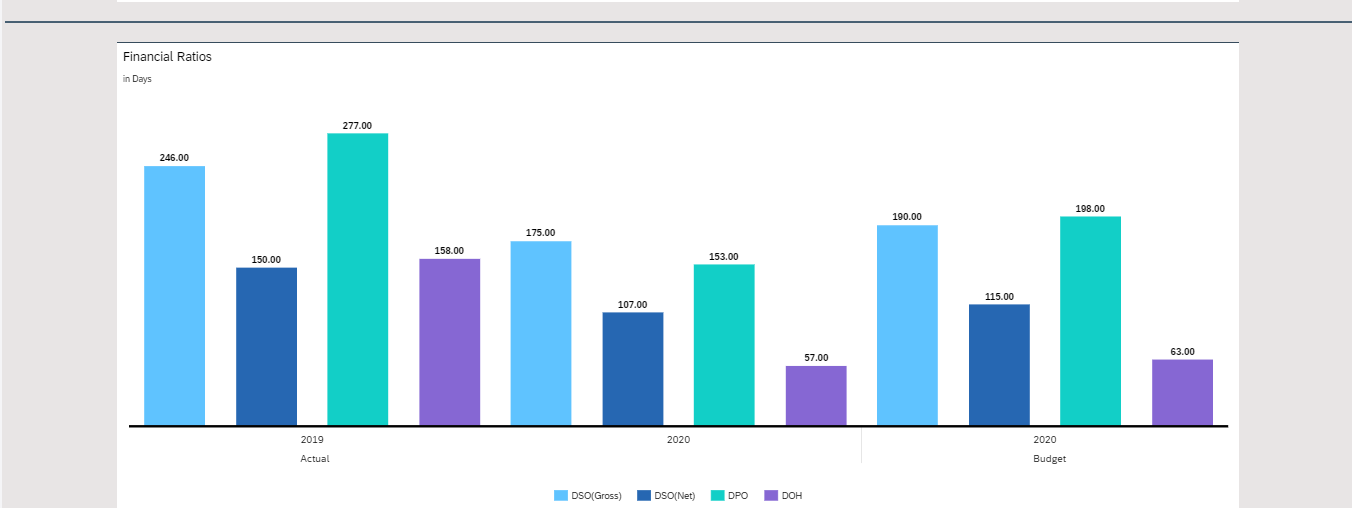 Financial Ratios
in Days
277.00
246.00
190.00 198.00
175.00
150.00 158.00 153.00
107.00 115.00
57.00 63.00
2019 2020 2020
Actual Budget
DSO(Gross) DSO(Net) DPO DOH